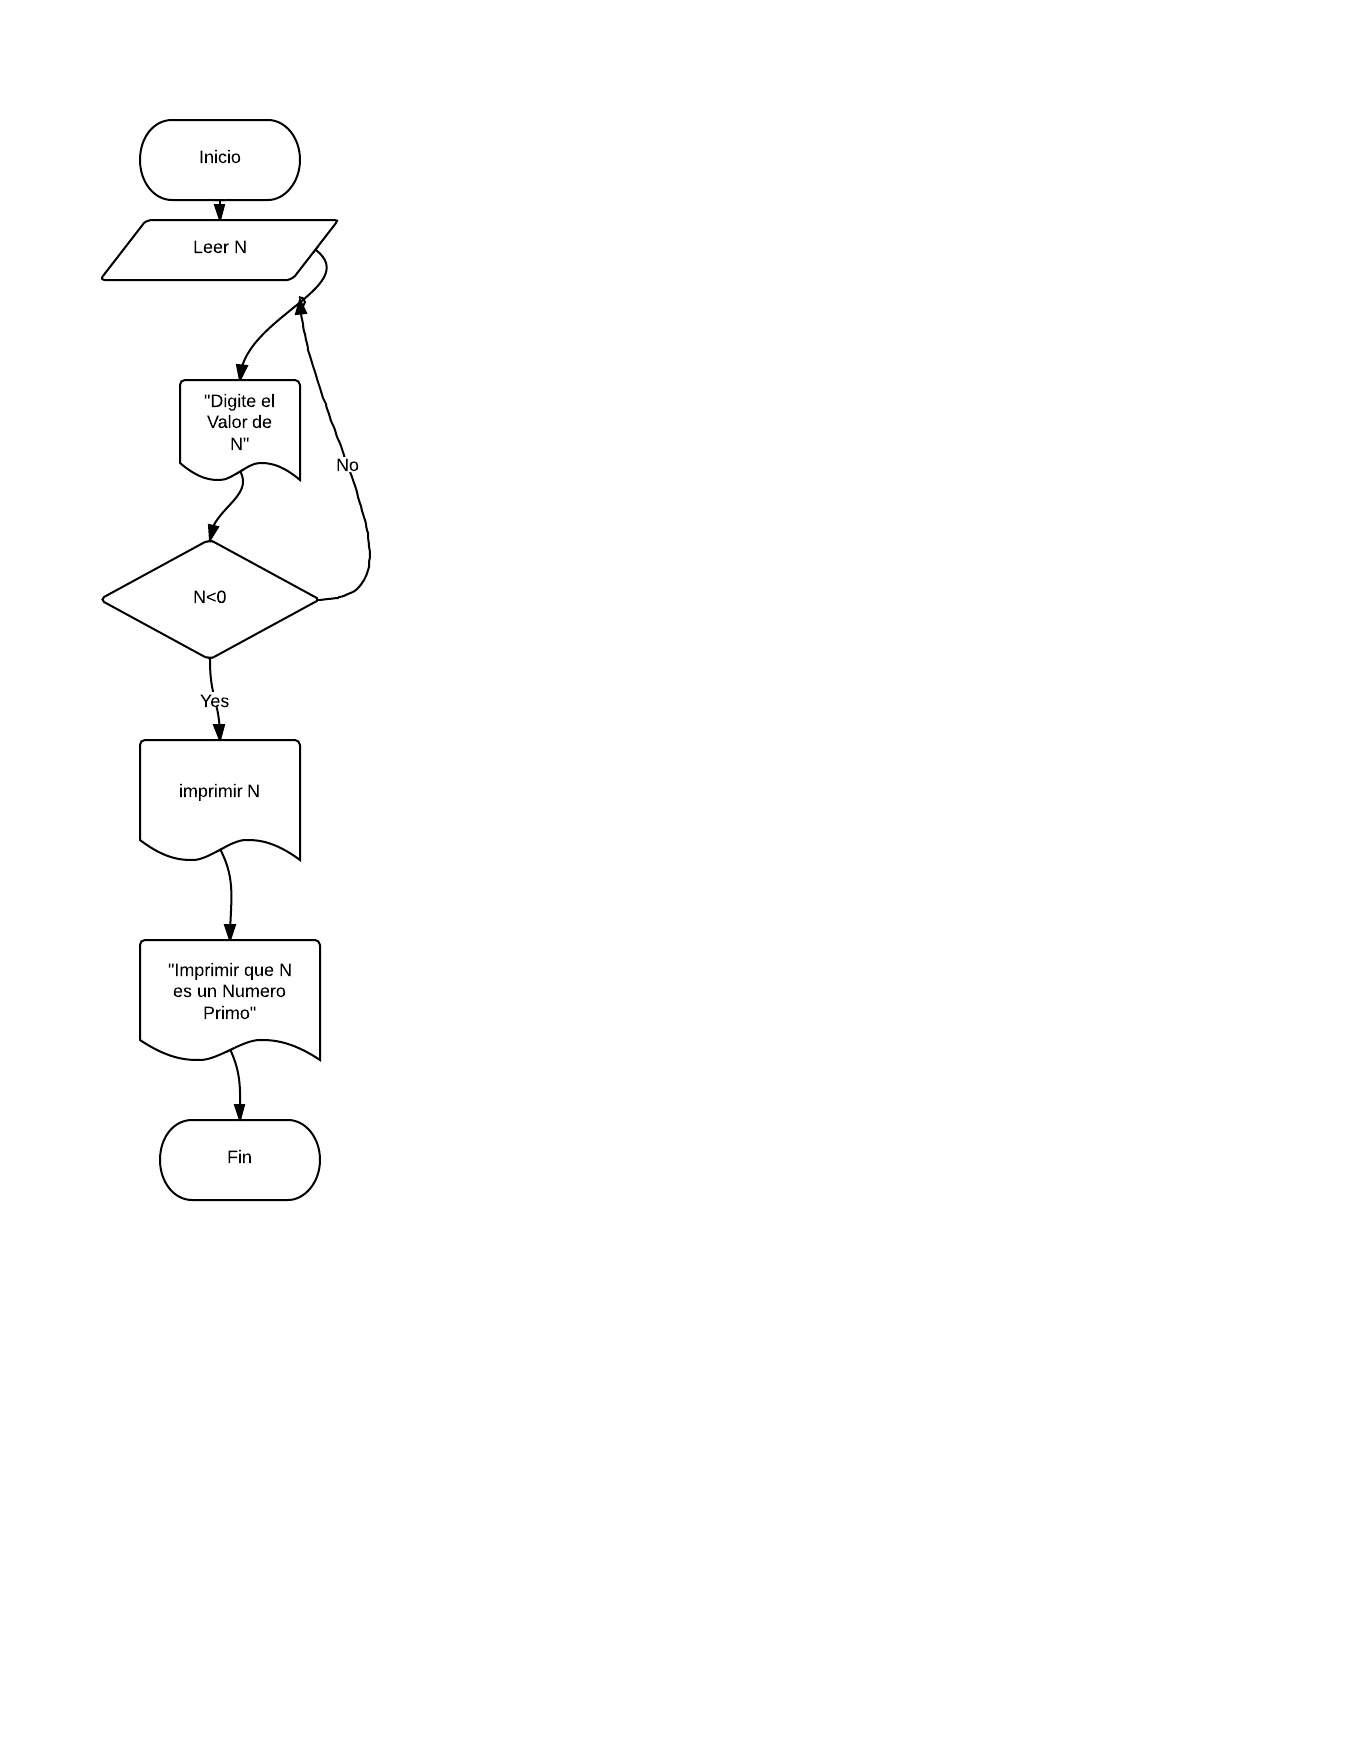 Inicio
Leer N
"Digite el
Valor de
N"
No
N<0
Yes
imprimir N
"Imprimir que N
es un Numero
Primo"
Fin